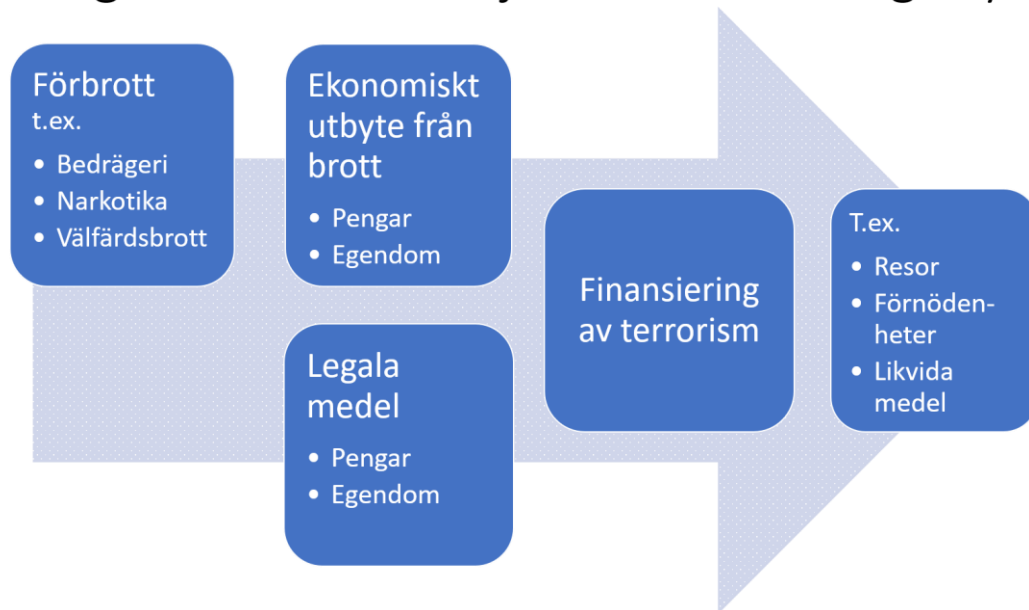 Förbrott
t.ex.
• Bedrägeri
• Narkotika
• Välfärdsbrott
Ekonomiskt
utbyte från
brott
• Pengar
• Egendom
Legala
medel
• Pengar
• Egendom
Finansiering
av terrorism
T.ex.
• Resor
• Förnöden-
heter
• Likvida
medel